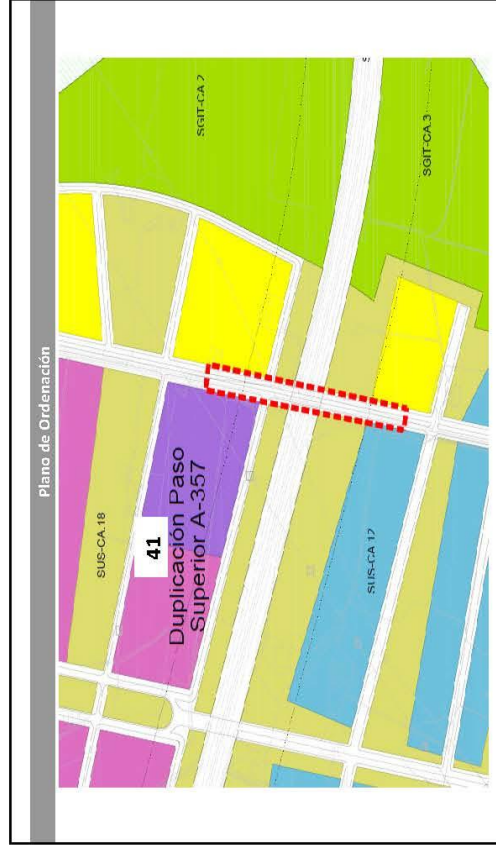 Plano de Ordenación
SGIT-CA.2
SUS-CA.18
41
Duplicación Paso
Superior A-357
SGIT-CA.3
SUS-CA.12